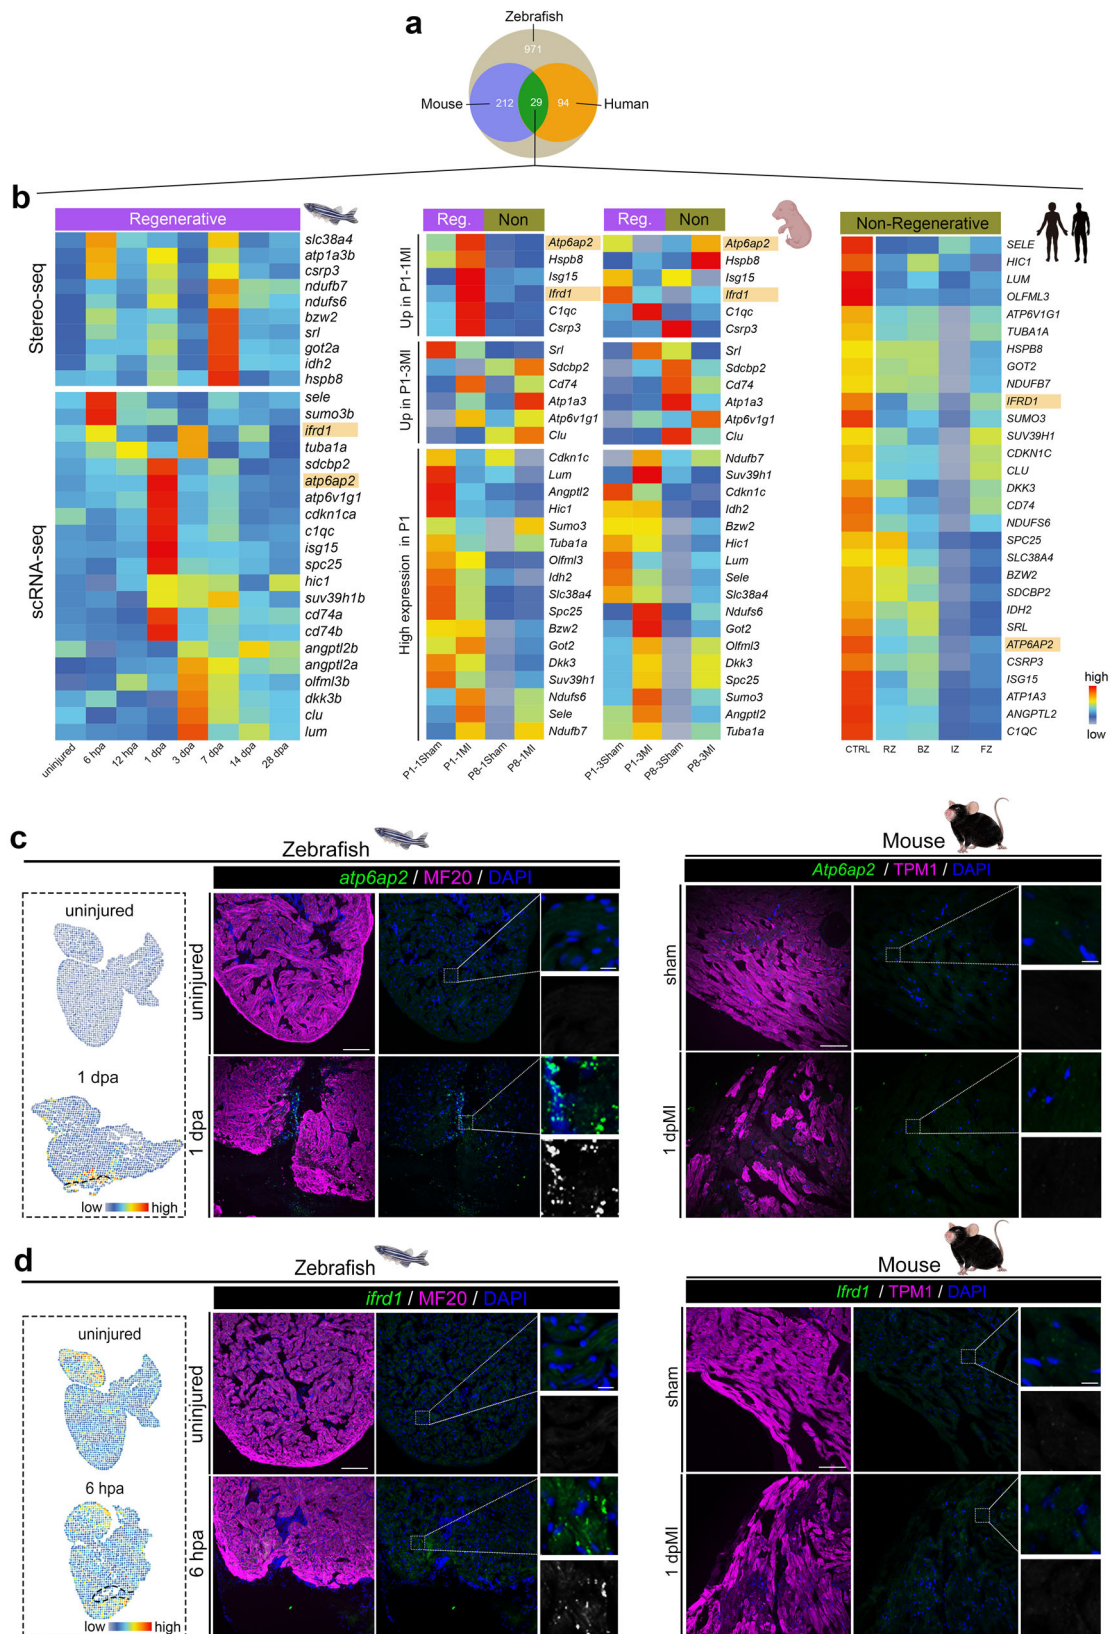 a
Zebrafish
971
Mouse
212
29
94
Human
b
Regenerative
Stereo-seq
slc38a4
atp1a3b
csrp3
ndufb7
ndufs6
bzw2
srl
got2a
idh2
hspb8
scRNA-seq
sele
sumo3b
ifrd1
tuba1a
sdcbp2
atp6ap2
atp6v1g1
cdkn1ca
c1qc
isg15
spc25
hic1
suv39h1b
cd74a
cd74b
angptl2b
angptl2a
olfml3b
dkk3b
clu
lum
uninjured
6 hpa
12 hpa
1 dpa
3 dpa
7 dpa
14 dpa
28 dpa
Reg.
Non
Up in P1-1MI
Atp6ap2
Hspb8
Isg15
Ifrd1
C1qc
Csrp3
Up in P1-3MI
Srl
Sdcbp2
Cd74
Atp1a3
Atp6v1g1
Clu
High expression in P1
Cdkn1c
Lum
Angptl2
Hic1
Sumo3
Tuba1a
Olfml3
Idh2
Slc38a4
Spc25
Bzw2
Got2
Dkk3
Suv39h1
Ndufs6
Sele
Ndufb7
P1-1Sham
P1-1MI
P8-1Sham
P8-1MI
Reg.
Non
Atp6ap2
Hspb8
Isg15
Ifrd1
C1qc
Csrp3
Srl
Sdcbp2
Cd74
Atp1a3
Atp6v1g1
Clu
Ndufb7
Suv39h1
Cdkn1c
Idh2
Bzw2
Hic1
Lum
Sele
Slc38a4
Ndufs6
Got2
Olfml3
Dkk3
Spc25
Sumo3
Angptl2
Tuba1a
P1-3Sham
P1-3MI
P8-3Sham
P8-3MI
Non-Regenerative
SELE
HIC1
LUM
OLFML3
ATP6V1G1
TUBA1A
HSPB8
GOT2
NDUFB7
IFRD1
SUMO3
SUV39H1
CDKN1C
CLU
DKK3
CD74
NDUFS6
SPC25
SLC38A4
BZW2
SDCBP2
IDH2
SRL
ATP6AP2
CSRP3
ISG15
ATP1A3
ANGPTL2
C1QC
CTRL
RZ
BZ
IZ
FZ
high
low
c
Zebrafish
atp6ap2 / MF20 / DAPI
uninjured
1 dpa
low
high
uninjured
1 dpa
Mouse
Atp6ap2 / TPM1 / DAPI
sham
1 dpMI
d
Zebrafish
ifrd1 / MF20 / DAPI
uninjured
6 hpa
low
high
uninjured
6 hpa
Mouse
Ifrd1 / TPM1 / DAPI
sham
1 dpMI